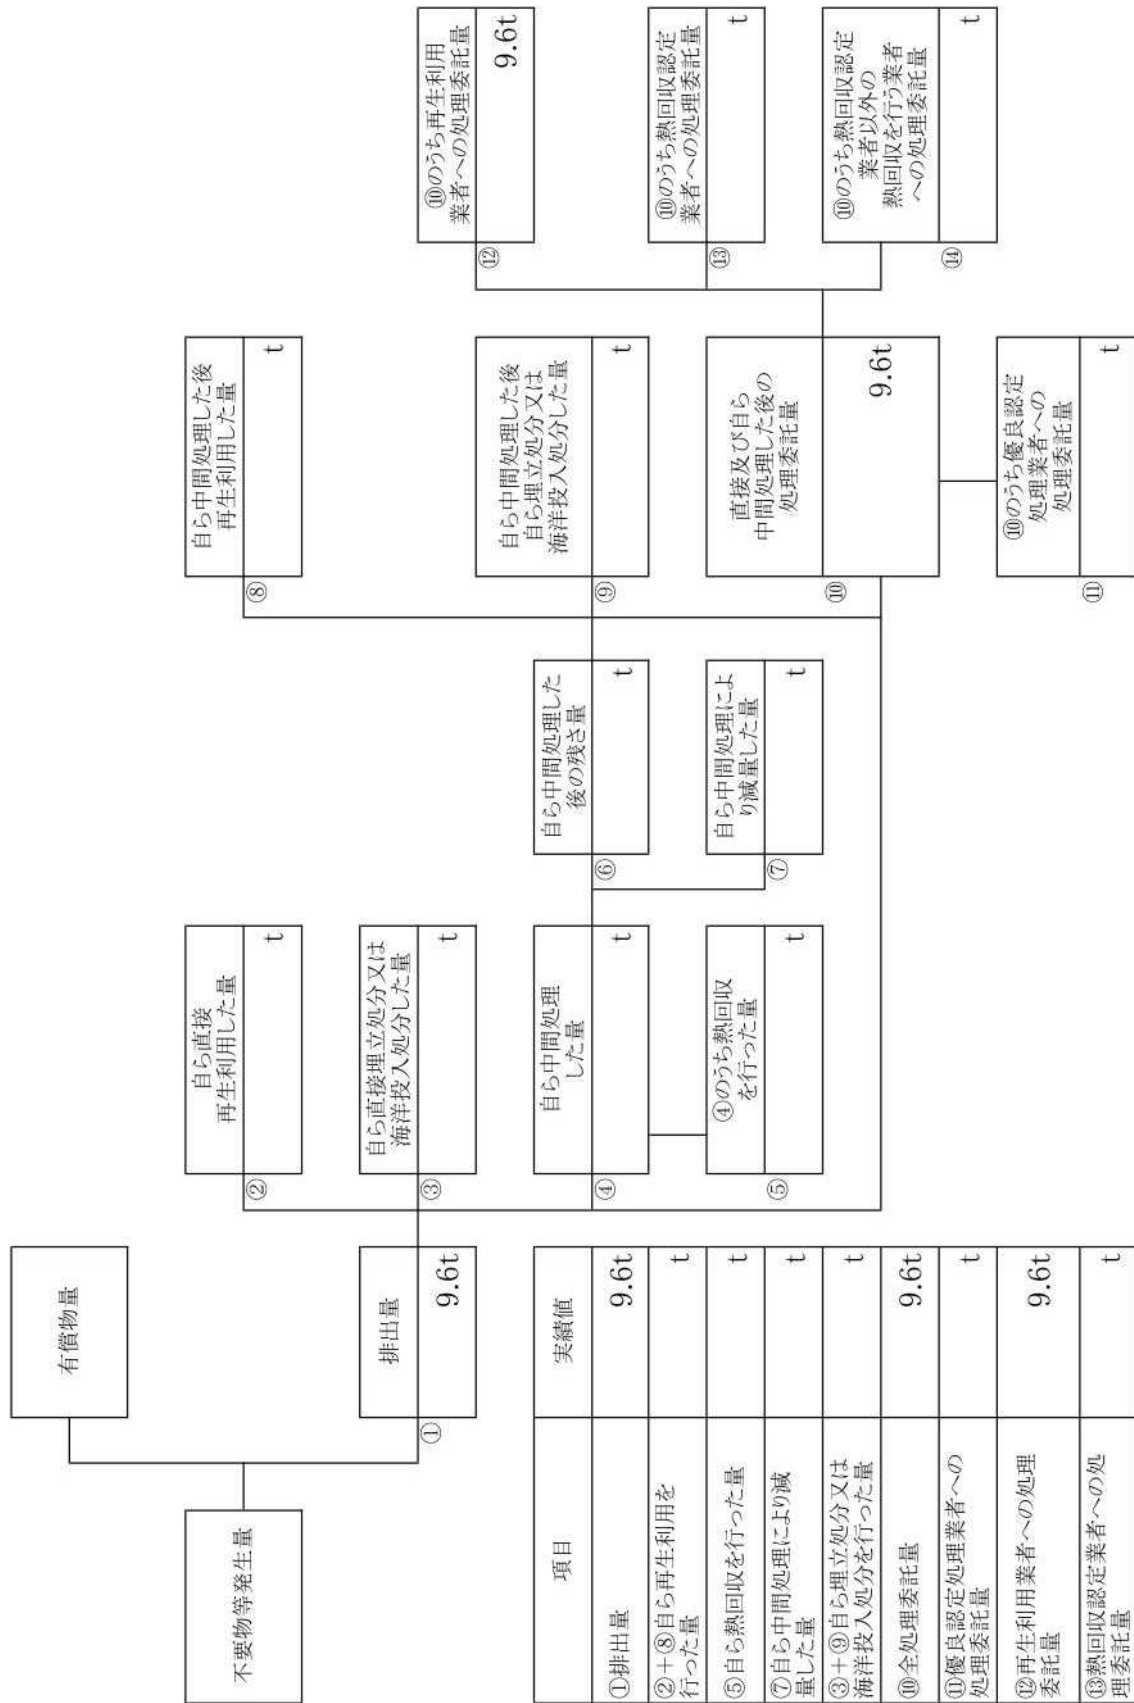 有償物量
不要物等発生量
排出量
①
9.6t
自ら直接
再生利用した量
②
t
自ら直接埋立処分又は
海洋投入処分した量
③
t
自ら中間処理
した量
④
t
④のうち熱回収
を行った量
⑤
t
自ら中間処理した
後の残さ量
⑥
t
自ら中間処理によ
り減量した量
⑦
t
自ら中間処理した後
再生利用した量
⑧
t
自ら中間処理した後
自ら埋立処分又は
海洋投入処分した量
⑨
t
直接及び自ら
中間処理した後の
処理委託量
⑩
9.6t
⑩のうち優良認定
処理業者への
処理委託量
⑪
t
⑩のうち再生利用
業者への処理委託量
⑫
9.6t
⑩のうち熱回収認定
業者への処理委託量
⑬
t
⑩のうち熱回収認定
業者以外の
熱回収を行う業者
への処理委託量
⑭
t
項目 実績値
①排出量 9.6t
②+⑧自ら再生利用を
行った量 t
⑤自ら熱回収を行った量 t
⑦自ら中間処理により減
量した量 t
③+⑨自ら埋立処分又は
海洋投入処分を行った量 t
⑩全処理委託量 9.6t
⑪優良認定処理業者への
処理委託量 t
⑫再生利用業者への処理
委託量 9.6t
⑬熱回収認定業者への処
理委託量 t